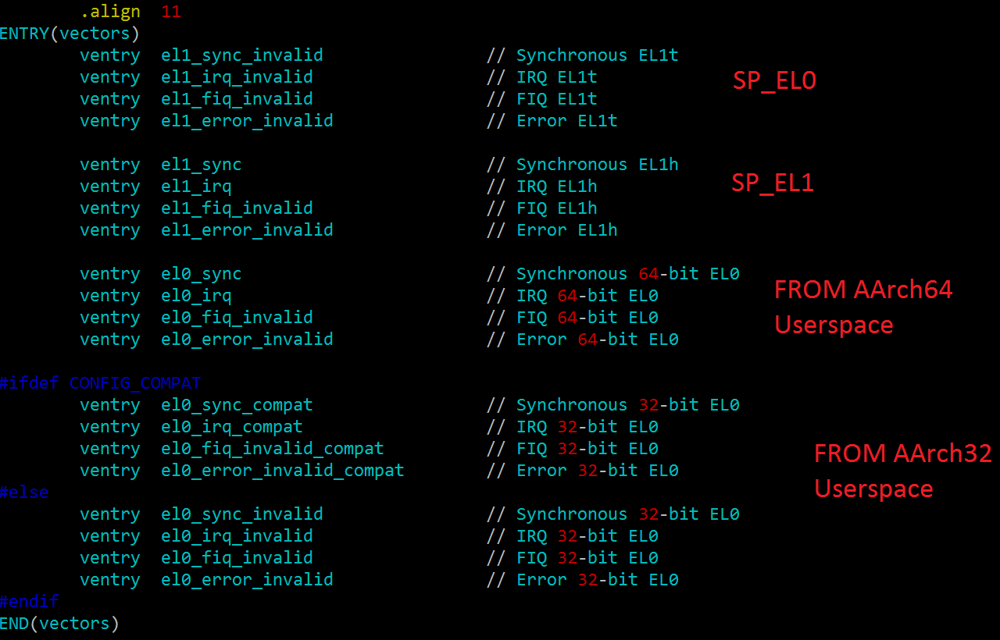 .align 11
ENTRY(vectors)
ventry el1_sync_invalid // Synchronous EL1t
ventry el1_irq_invalid // IRQ EL1t
ventry el1_fiq_invalid // FIQ EL1t
ventry el1_error_invalid // Error EL1t
SP_EL0
ventry el1_sync // Synchronous EL1h
ventry el1_irq // IRQ EL1h
ventry el1_fiq_invalid // FIQ EL1h
ventry el1_error_invalid // Error EL1h
SP_EL1
ventry el0_sync // Synchronous 64-bit EL0
ventry el0_irq // IRQ 64-bit EL0
ventry el0_fiq_invalid // FIQ 64-bit EL0
ventry el0_error_invalid // Error 64-bit EL0
FROM AArch64
Userspace
#ifdef CONFIG_COMPAT
ventry el0_sync_compat // Synchronous 32-bit EL0
ventry el0_irq_compat // IRQ 32-bit EL0
ventry el0_fiq_invalid_compat // FIQ 32-bit EL0
ventry el0_error_invalid_compat // Error 32-bit EL0
FROM AArch32
Userspace
#else
ventry el0_sync_invalid // Synchronous 32-bit EL0
ventry el0_irq_invalid // IRQ 32-bit EL0
ventry el0_fiq_invalid // FIQ 32-bit EL0
ventry el0_error_invalid // Error 32-bit EL0
#endif
END(vectors)